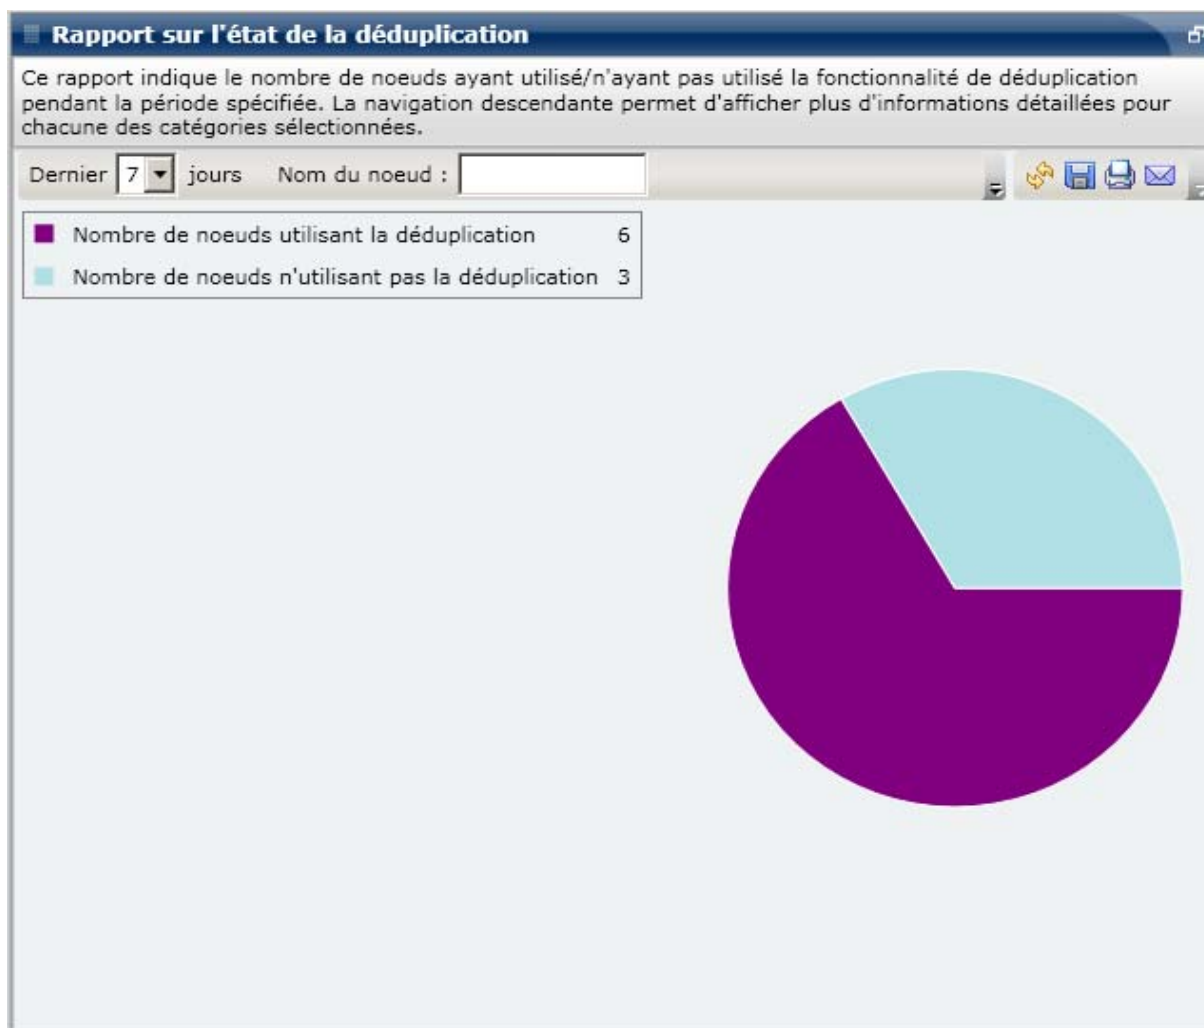 Rapport sur l'état de la déduplication
Ce rapport indique le nombre de noeuds ayant utilisé/n'ayant pas utilisé la fonctionnalité de déduplication
pendant la période spécifiée. La navigation descendante permet d'afficher plus d'informations détaillées pour
chacune des catégories sélectionnées.
Dernier 7 jours Nom du noeud :
Nombre de noeuds utilisant la déduplication 6
Nombre de noeuds n'utilisant pas la déduplication 3